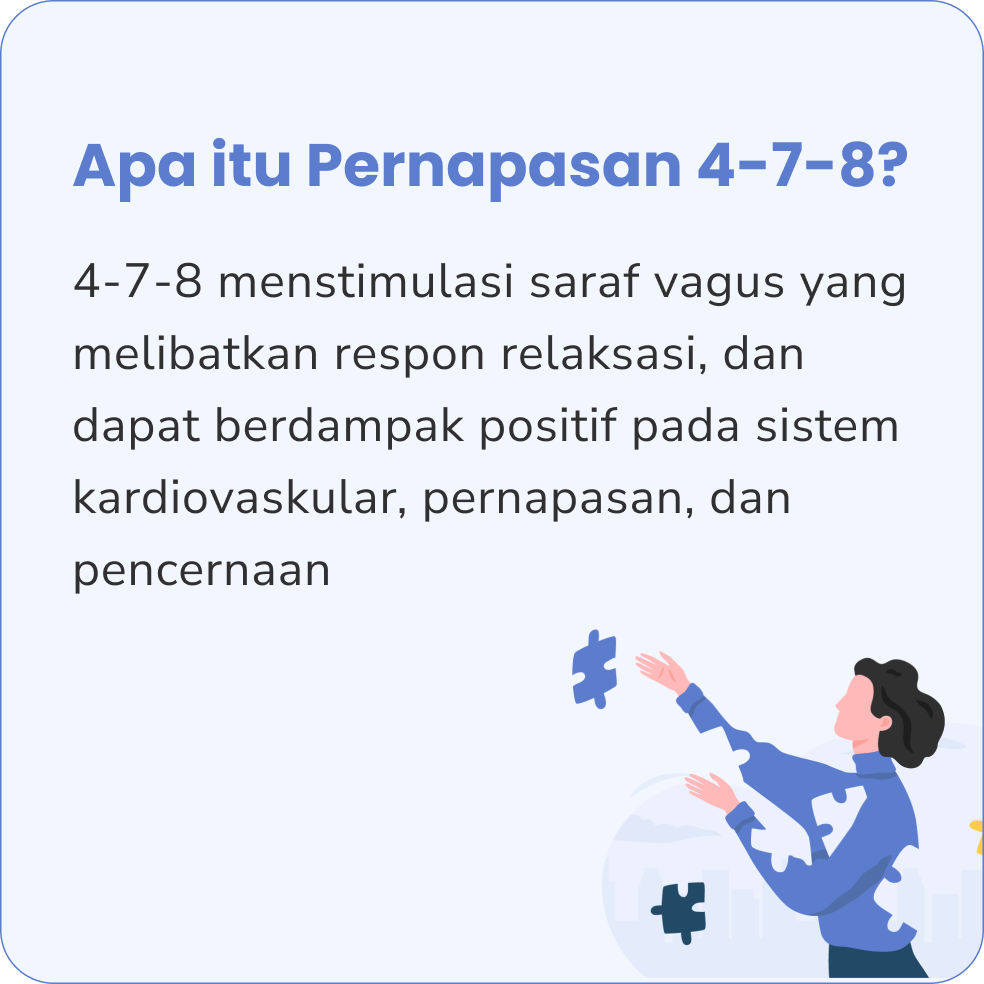 Apa itu Pernapasan 4-7-8?
4-7-8 menstimulasi saraf vagus yang
melibatkan respon relaksasi, dan
dapat berdampak positif pada sistem
kardiovaskular, pernapasan, dan
pencernaan